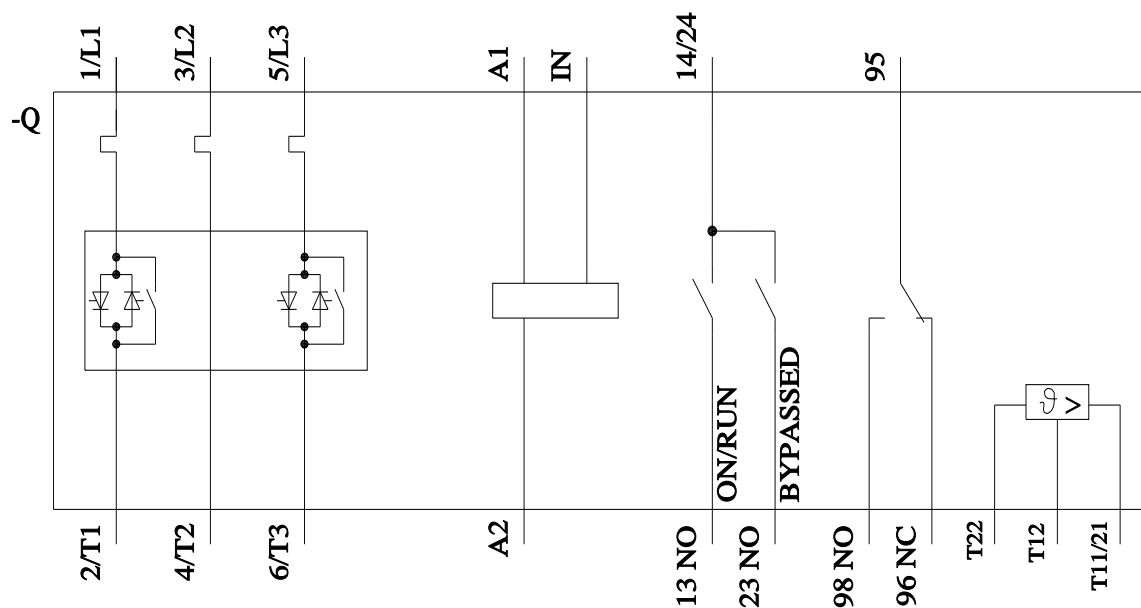 1/L1
3/L2
5/L3
A1
IN
14/24
95
-Q
ON/RUN
BYPASSED
ϑ >
2/T1
4/T2
6/T3
A2
13 NO
23 NO
98 NO
96 NC
T22
T12
T11/21